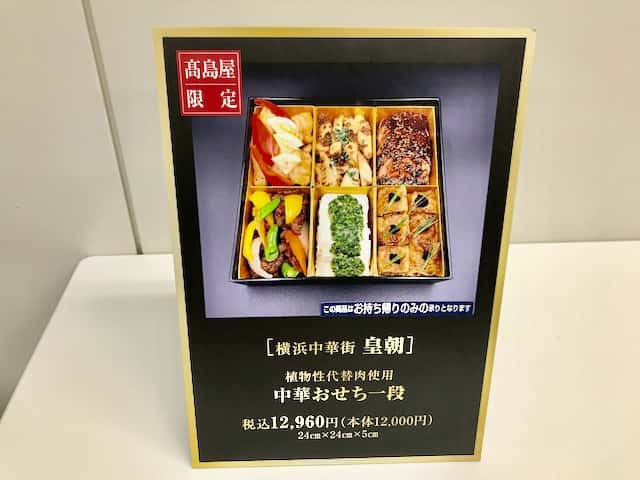 髙島屋
限定
この商品はお持ち帰りのみの承りとなります
[横浜中華街 皇朝]
植物性代替肉使用
中華おせち一段
税込12,960円(本体12,000円)
24cm×24cm×5cm